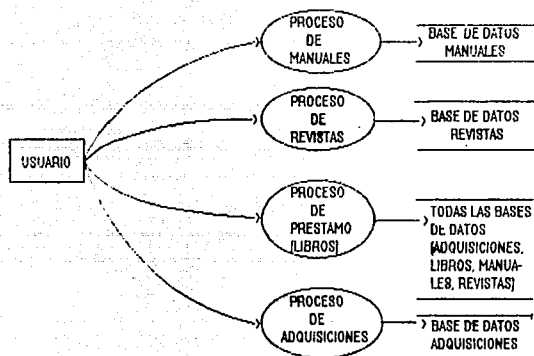 PROCESO
DE
MANUALES
BASE DE DATOS
MANUALES
PROCESO
DE
REVISTAS
BASE DE DATOS
REVISTAS
USUARIO
PROCESO
DE
PRESTAMO
(LIBROS)
TODAS LAS BASES
DE DATOS
(ADQUISICIONES,
LIBROS, MANUA-
LES, REVISTAS)
PROCESO
DE
ADQUISICIONES
BASE DE DATOS
ADQUISICIONES